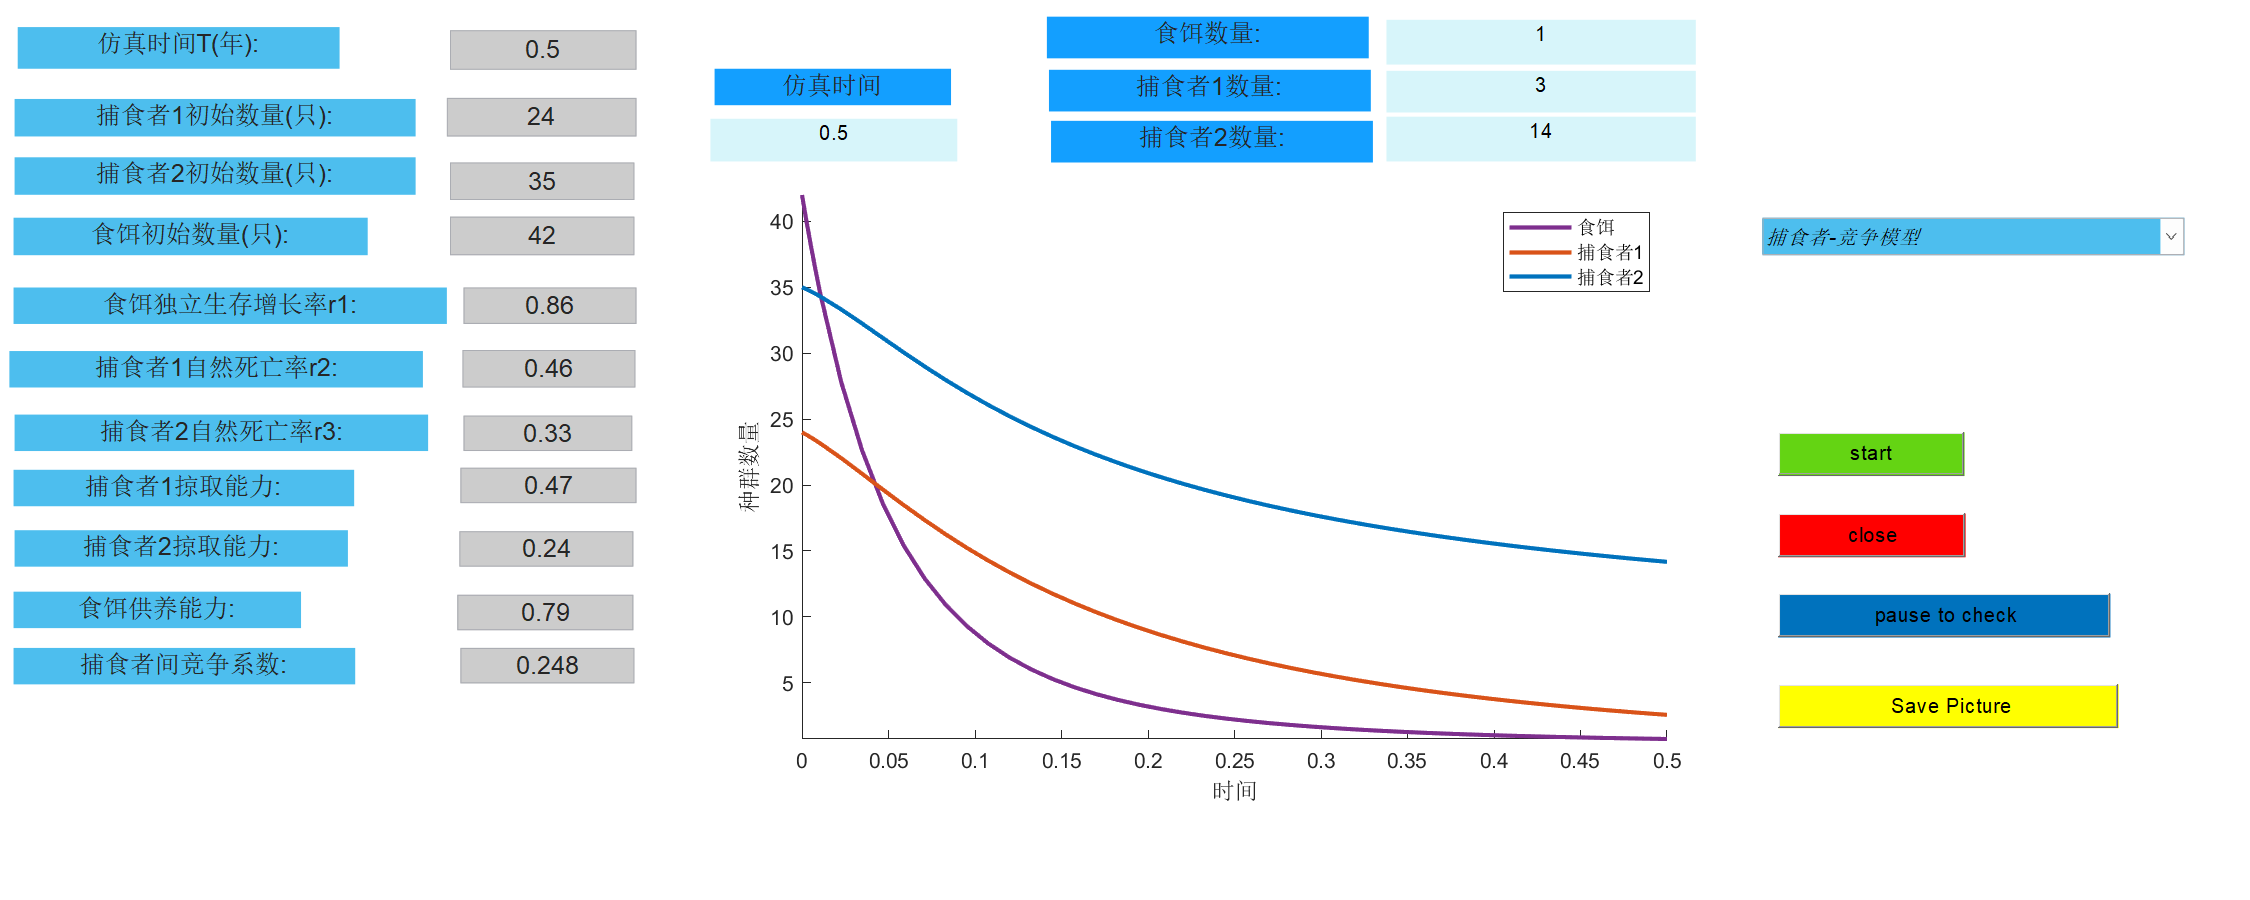 仿真时间T(年):
0.5
捕食者1初始数量(只):
24
捕食者2初始数量(只):
35
食饵初始数量(只):
42
食饵独立生存增长率r1:
0.86
捕食者1自然死亡率r2:
0.46
捕食者2自然死亡率r3:
0.33
捕食者1掠取能力:
0.47
捕食者2掠取能力:
0.24
食饵供养能力:
0.79
捕食者间竞争系数:
0.248
仿真时间
0.5
食饵数量:
1
捕食者1数量:
3
捕食者2数量:
14
种群数量
40
35
30
25
20
15
10
5
0
0.05
0.1
0.15
0.2
0.25
0.3
0.35
0.4
0.45
0.5
时间
食饵
捕食者1
捕食者2
捕食者-竞争模型
start
close
pause to check
Save Picture